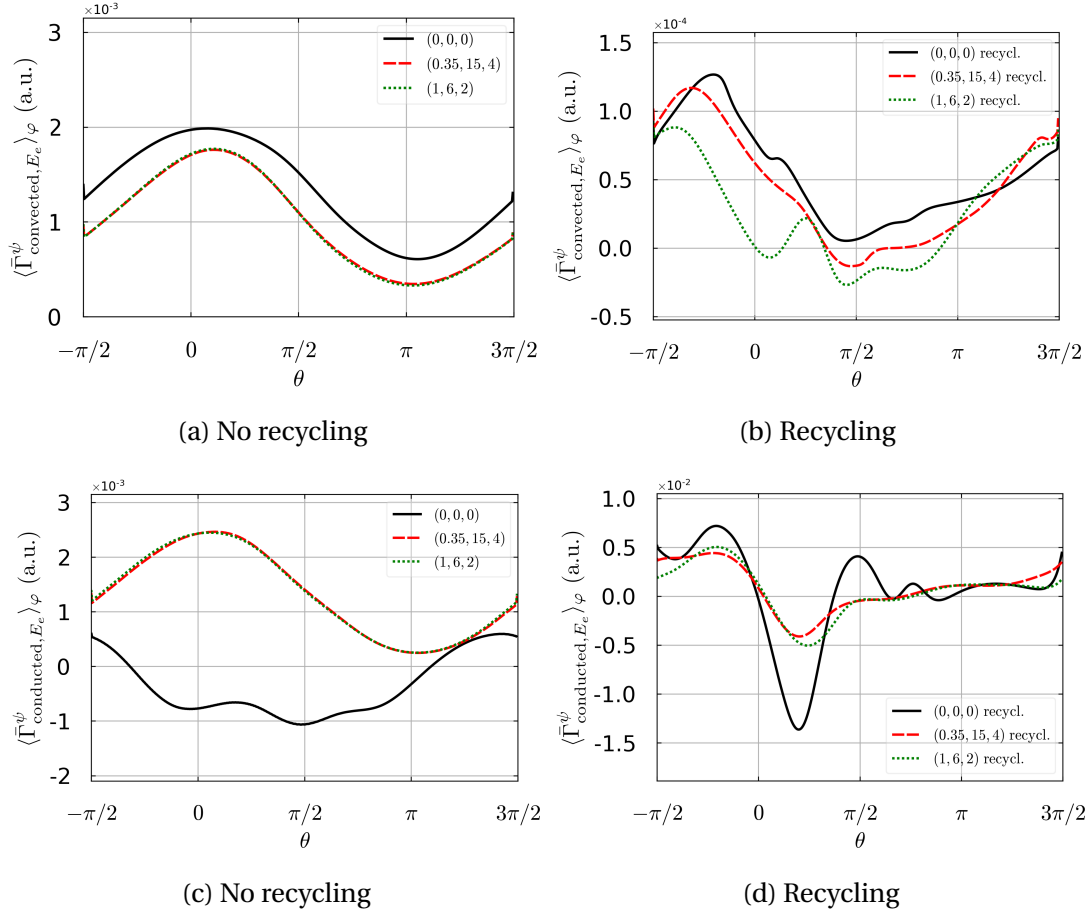 ×10⁻³
3
2
1
0
⟨Γ̄^ψ_convected,E_e⟩_φ (a.u.)
(0, 0, 0)
(0.35, 15, 4)
(1, 6, 2)
−π/2 0 π/2 π 3π/2
θ
(a) No recycling
×10⁻⁴
1.5
1.0
0.5
0.0
-0.5
⟨Γ̄^ψ_convected,E_e⟩_φ (a.u.)
(0, 0, 0) recycl.
(0.35, 15, 4) recycl.
(1, 6, 2) recycl.
−π/2 0 π/2 π 3π/2
θ
(b) Recycling
×10⁻³
3
2
1
0
-1
-2
⟨Γ̄^ψ_conducted,E_e⟩_φ (a.u.)
(0, 0, 0)
(0.35, 15, 4)
(1, 6, 2)
−π/2 0 π/2 π 3π/2
θ
(c) No recycling
×10⁻²
1.0
0.5
0.0
-0.5
-1.0
-1.5
⟨Γ̄^ψ_conducted,E_e⟩_φ (a.u.)
(0, 0, 0) recycl.
(0.35, 15, 4) recycl.
(1, 6, 2) recycl.
−π/2 0 π/2 π 3π/2
θ
(d) Recycling